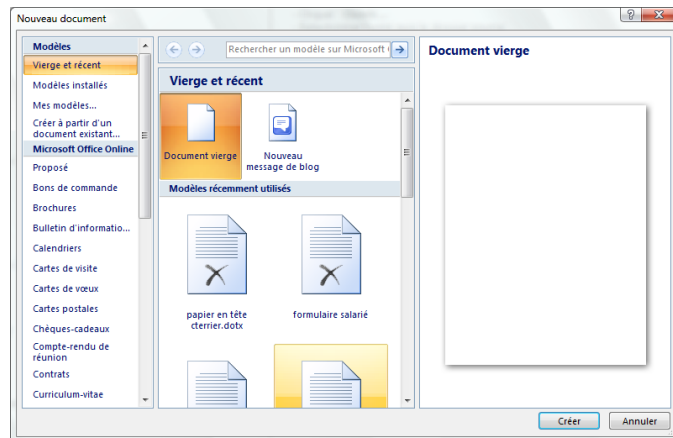 Nouveau document
Modèles
Vierge et récent
Modèles installés
Mes modèles...
Créer à partir d'un
document existant...
Microsoft Office Online
Proposé
Bons de commande
Brochures
Bulletin d'informatio...
Calendriers
Cartes de visite
Cartes de vœux
Cartes postales
Chèques-cadeaux
Compte-rendu de
réunion
Contrats
Curriculum-vitae
Rechercher un modèle sur Microsoft
Vierge et récent
Document vierge
Nouveau
message de blog
Modèles récemment utilisés
papier en tête
cterrier.dotx
formulaire salarié
Document vierge
Créer
Annuler